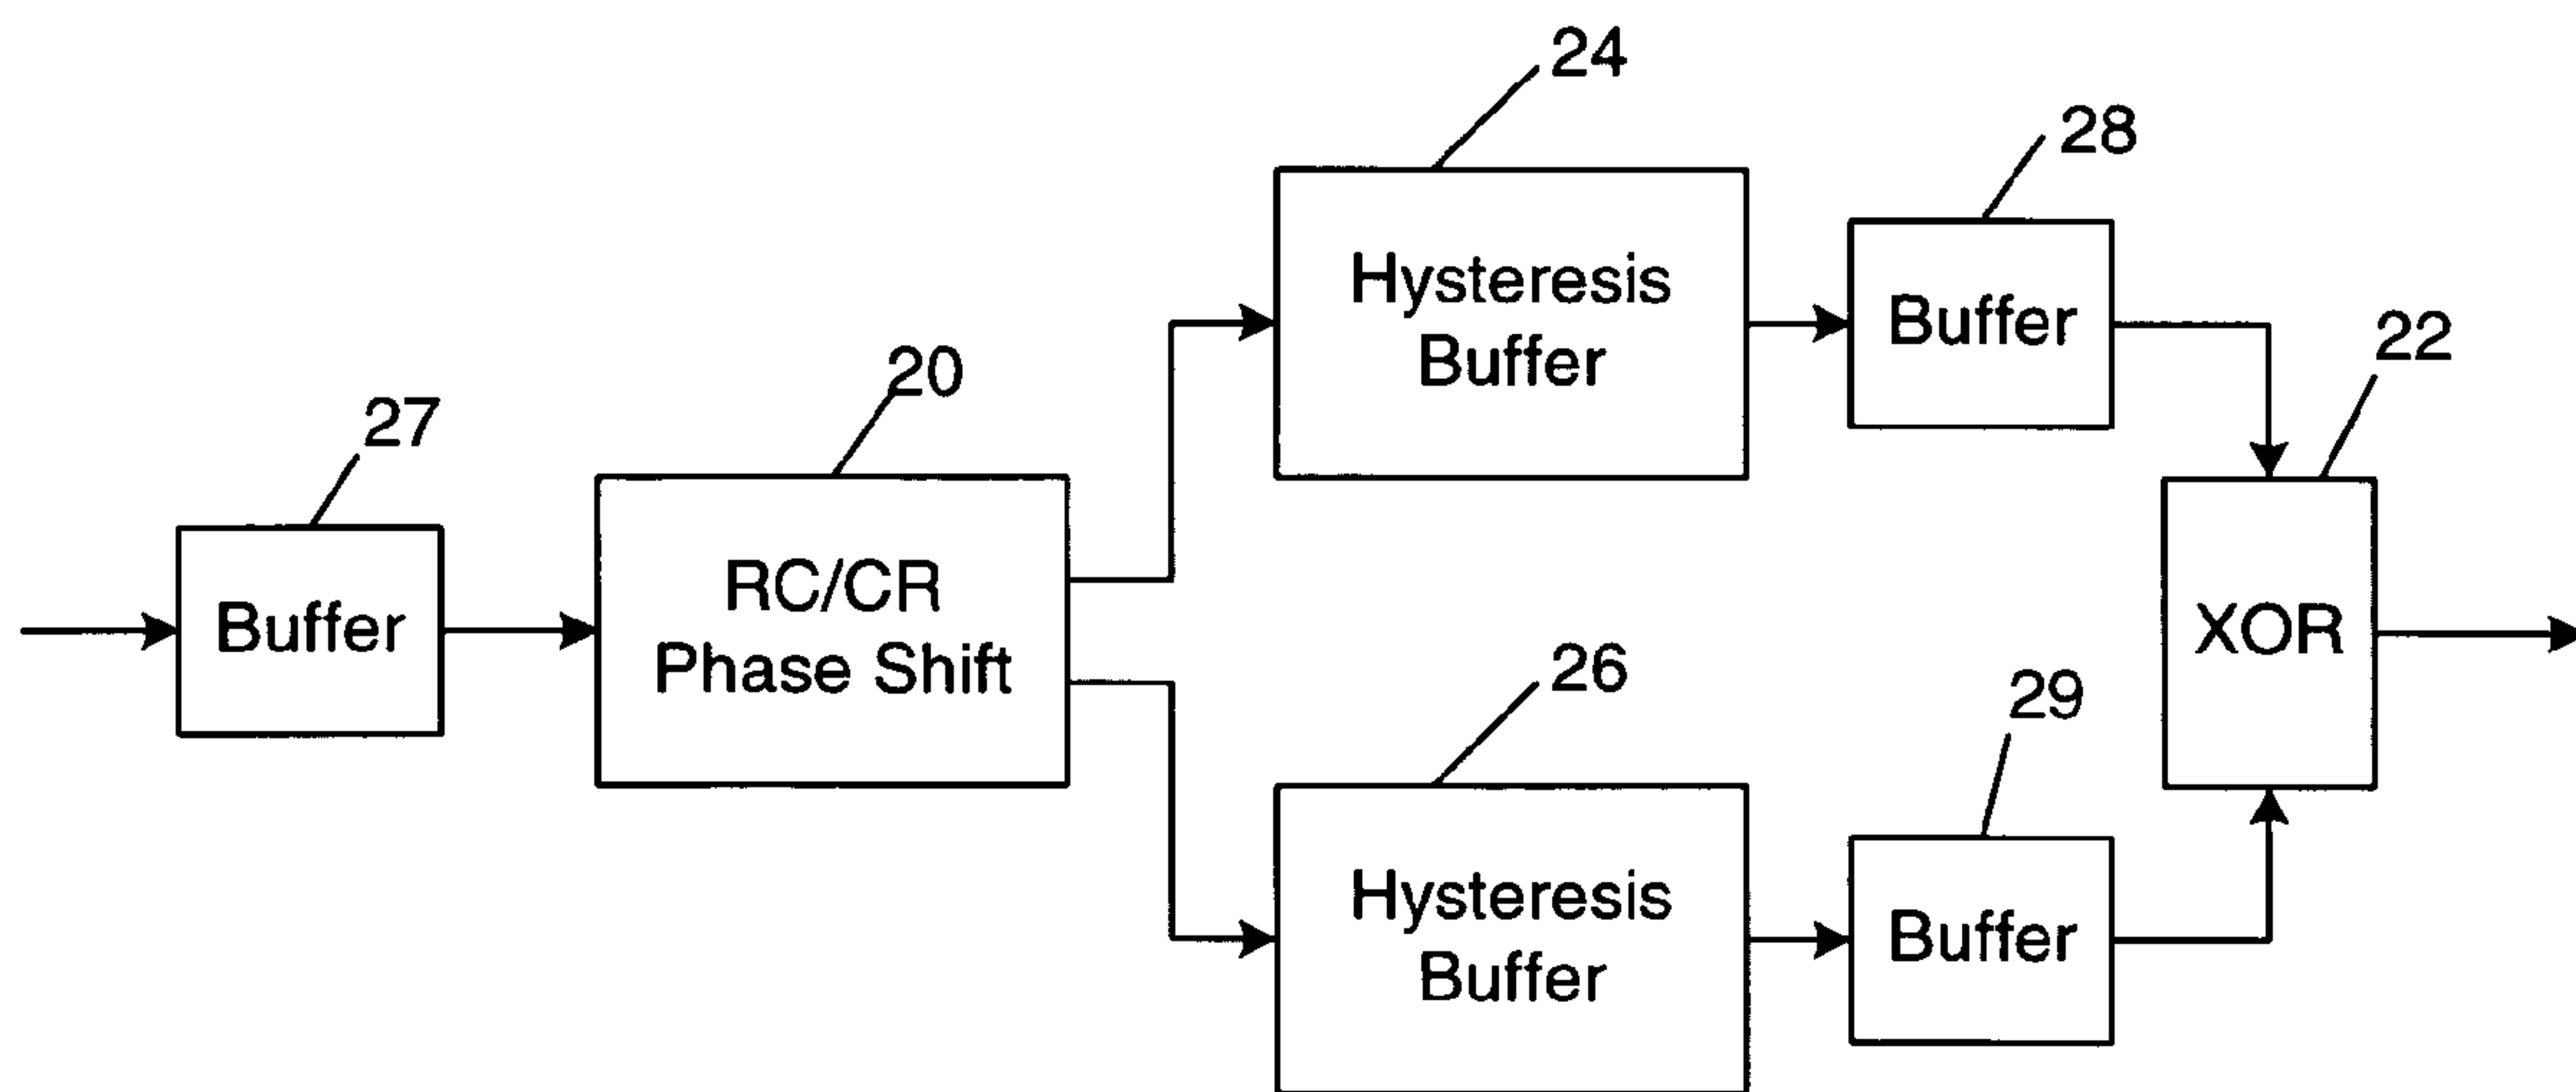 24
28
Hysteresis
Buffer
Buffer
22
20
27
RC/CR
Phase Shift
Buffer
XOR
26
29
Hysteresis
Buffer
Buffer